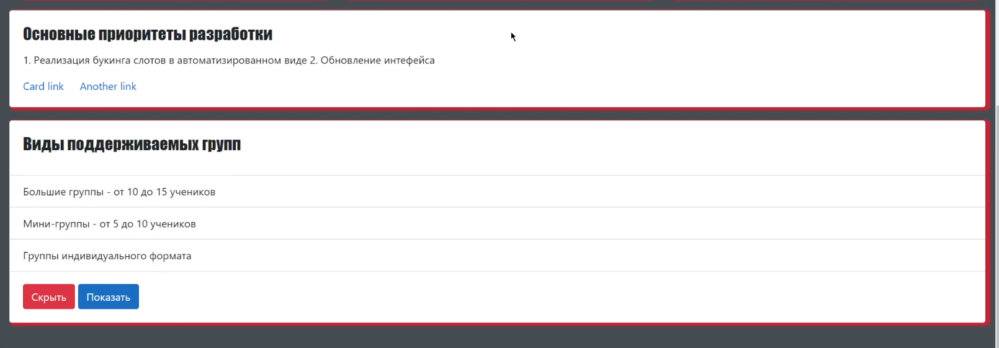 Основные приоритеты разработки
1. Реализация букинга слотов в автоматизированном виде 2. Обновление интефейса
Card link Another link
Виды поддерживаемых групп
Большие группы - от 10 до 15 учеников
Мини-группы - от 5 до 10 учеников
Группы индивидуального формата
Скрыть Показать